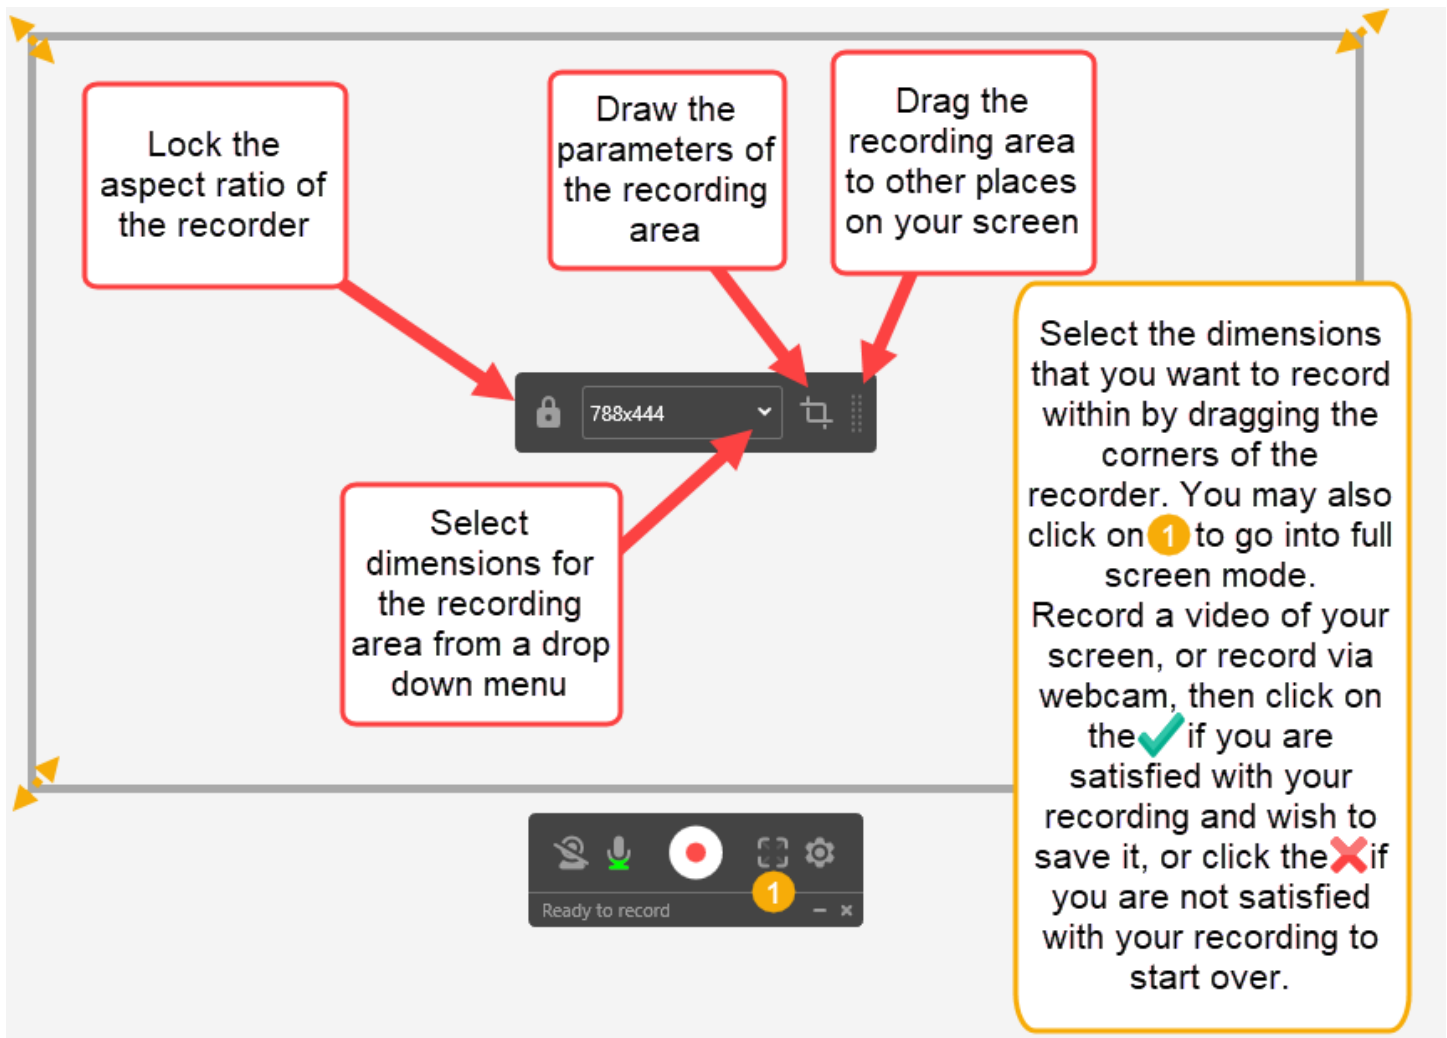 Lock the
aspect ratio of
the recorder
Draw the
parameters of
the recording
area
Drag the
recording area
to other places
on your screen
788x444
Select
dimensions for
the recording
area from a drop
down menu
Select the dimensions
that you want to record
within by dragging the
corners of the
recorder. You may also
click on 1 to go into full
screen mode.
Record a video of your
screen, or record via
webcam, then click on
the if you are
satisfied with your
recording and wish to
save it, or click the if
you are not satisfied
with your recording to
start over.
Ready to record
1